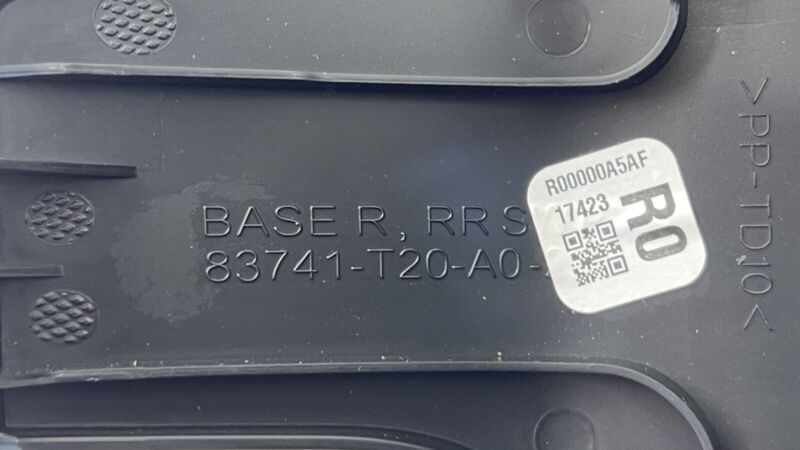 BASE R, RR S
83741-T20-A0-
R00000A5AF
17423
R0
>PP-TD10<